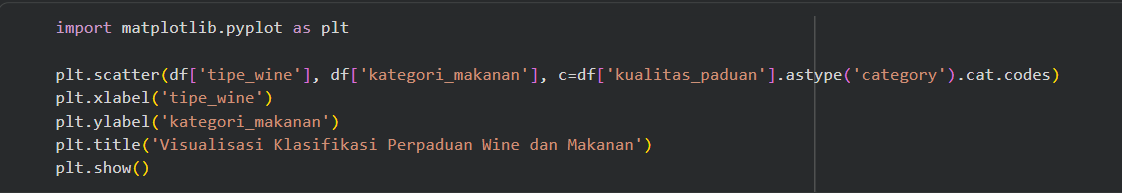 import matplotlib.pyplot as plt
plt.scatter(df['tipe_wine'], df['kategori_makanan'], c=df['kualitas_paduan'].astype('category').cat.codes)
plt.xlabel('tipe_wine')
plt.ylabel('kategori_makanan')
plt.title('Visualisasi Klasifikasi Perpaduan Wine dan Makanan')
plt.show()